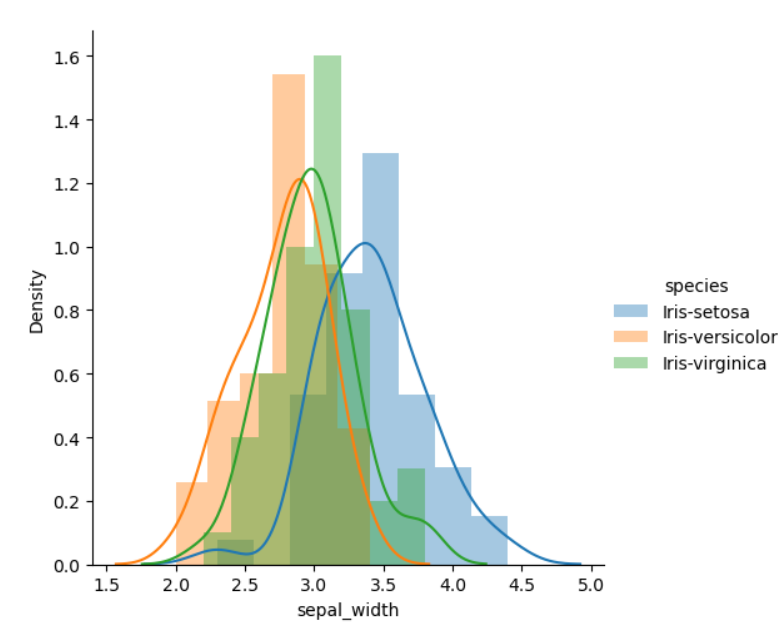 1.6
1.4
1.2
1.0
0.8
0.6
0.4
0.2
0.0
Density
1.5 2.0 2.5 3.0 3.5 4.0 4.5 5.0
sepal_width
species
Iris-setosa
Iris-versicolor
Iris-virginica